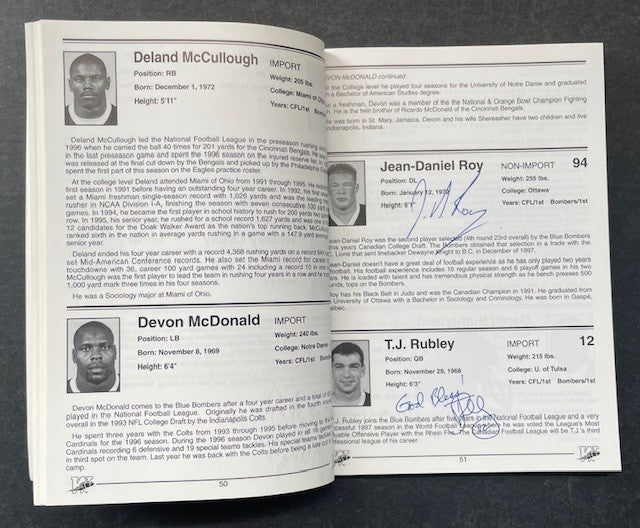 Deland McCullough
IMPORT
Position: RB
Weight: 205 lbs.
Born: December 1, 1972
College: Miami of Ohio
Height: 5'11"
Years: CFL/1st Bombers/
Deland McCullough led the National Football League in the preseason rushing
1996 when he carried the ball 40 times for 201 yards for the Cincinnati Bengals. He
in the last preseason game and spent the 1996 season on the injured reserve list,
was released at the final cut down by the Bengals and picked up by the Philadelphia
spent the first part of this season on the Eagles practice roster.
At the college level Deland attended Miami of Ohio from 1991 through 1995. He
first season in 1991 before having an outstanding four year career. In 1992, his first
set a Miami freshman-single-season record with 1,026 yards and was the leading
rusher in NCAA Division I-A, finishing the season with seven consecutive 100 yard
games. In 1994, he became the first player in school history to rush for 200 yards two
row. In 1995, his senior year, he rushed for a school record 1,627 yards and was one
12 candidates for the Doak Walker Award as the nation's top running back. McCullough
ranked sixth in the nation in average yards rushing in a game with a 147.9 yard average
senior year.
Deland ended his four year career with a record 4,368 rushing yards on a record
set Mid-American Conference records. He also set the Miami record for career
touchdowns with 36, career 100 yard games with 24 including a record 10 in one
McCullough was the first player to lead the team in rushing four years in a row and
1,000 yard mark three times in his four seasons.
He was a Sociology major at Miami of Ohio.
Devon McDonald
IMPORT
Position: LB
Weight: 240 lbs.
Born: November 8, 1969
College: Notre Dame
Height: 6'4"
Years: CFL/1st Bombers
Devon McDonald comes to the Blue Bombers after a four year career and a total of
played in the National Football League. Originally he was drafted in the fourth
overall in the 1993 NFL College Draft by the Indianapolis Colts.
He spent three years with the Colts from 1993 through 1995 before moving to the
Cardinals for the 1996 season. During the 1996 season Devon played in all 16
Cardinals recording 6 defensive and 19 special teams tackles. His special teams tackles
in third spot on the team. Last year he was back with the Colts before being a late
camp.
50
DEVON McDONALD continued
the College level he played four seasons for the University of Notre Dame and graduated
a Bachelor of American Studies degree.
a freshman, Devon was a member of the the National & Orange Bowl Champion Fighting
He is the twin brother of Ricardo McDonald of the Cincinnati Bengals.
was born in St. Mary, Jamaica. Devon and his wife Shereasher have two children and live
Indianapolis, Indiana.
Jean-Daniel Roy
NON-IMPORT
94
Position: DL
Weight: 255 lbs.
Born: January 12,
College: Ottawa
Height: 6'1"
Years: CFL/1st Bombers/1st
J.D. Roy
Jean-Daniel Roy was the second player selected (4th round 23rd overall) by the Blue Bombers
this years Canadian College Draft. The Bombers obtained that selection in a trade with the
Lions that sent linebacker Dewayne Knight to B.C. in December of 1997.
Jean-Daniel doesn't have a great deal of football experience as he has only played two years
football. His football experience includes 16 regular season and 6 playoff games in his two
He is loaded with talent and has tremendous physical strength as he bench presses 500
unds, tops on the Bombers.
Roy has his Black Belt in Judo and was the Canadian Champion in 1991. He graduated from
University of Ottawa with a Bachelor in Sociology and Criminology. He was born in Gaspé,
T.J. Rubley
IMPORT
12
Position: QB
Weight: 215 lbs.
Born: November 29, 1968
College: U. of Tulsa
Height: 6'3"
Years: CFL/1st Bombers/1st
God Bless!
T.J. Rubley joins the Blue Bombers after five years in the National Football League and a very
successful 1997 season in the World Football League when he was voted the League's Most
Valuable Offensive Player with the Rhein Fire. The Canadian Football League will be T.J.'s third
professional league of his career.
51